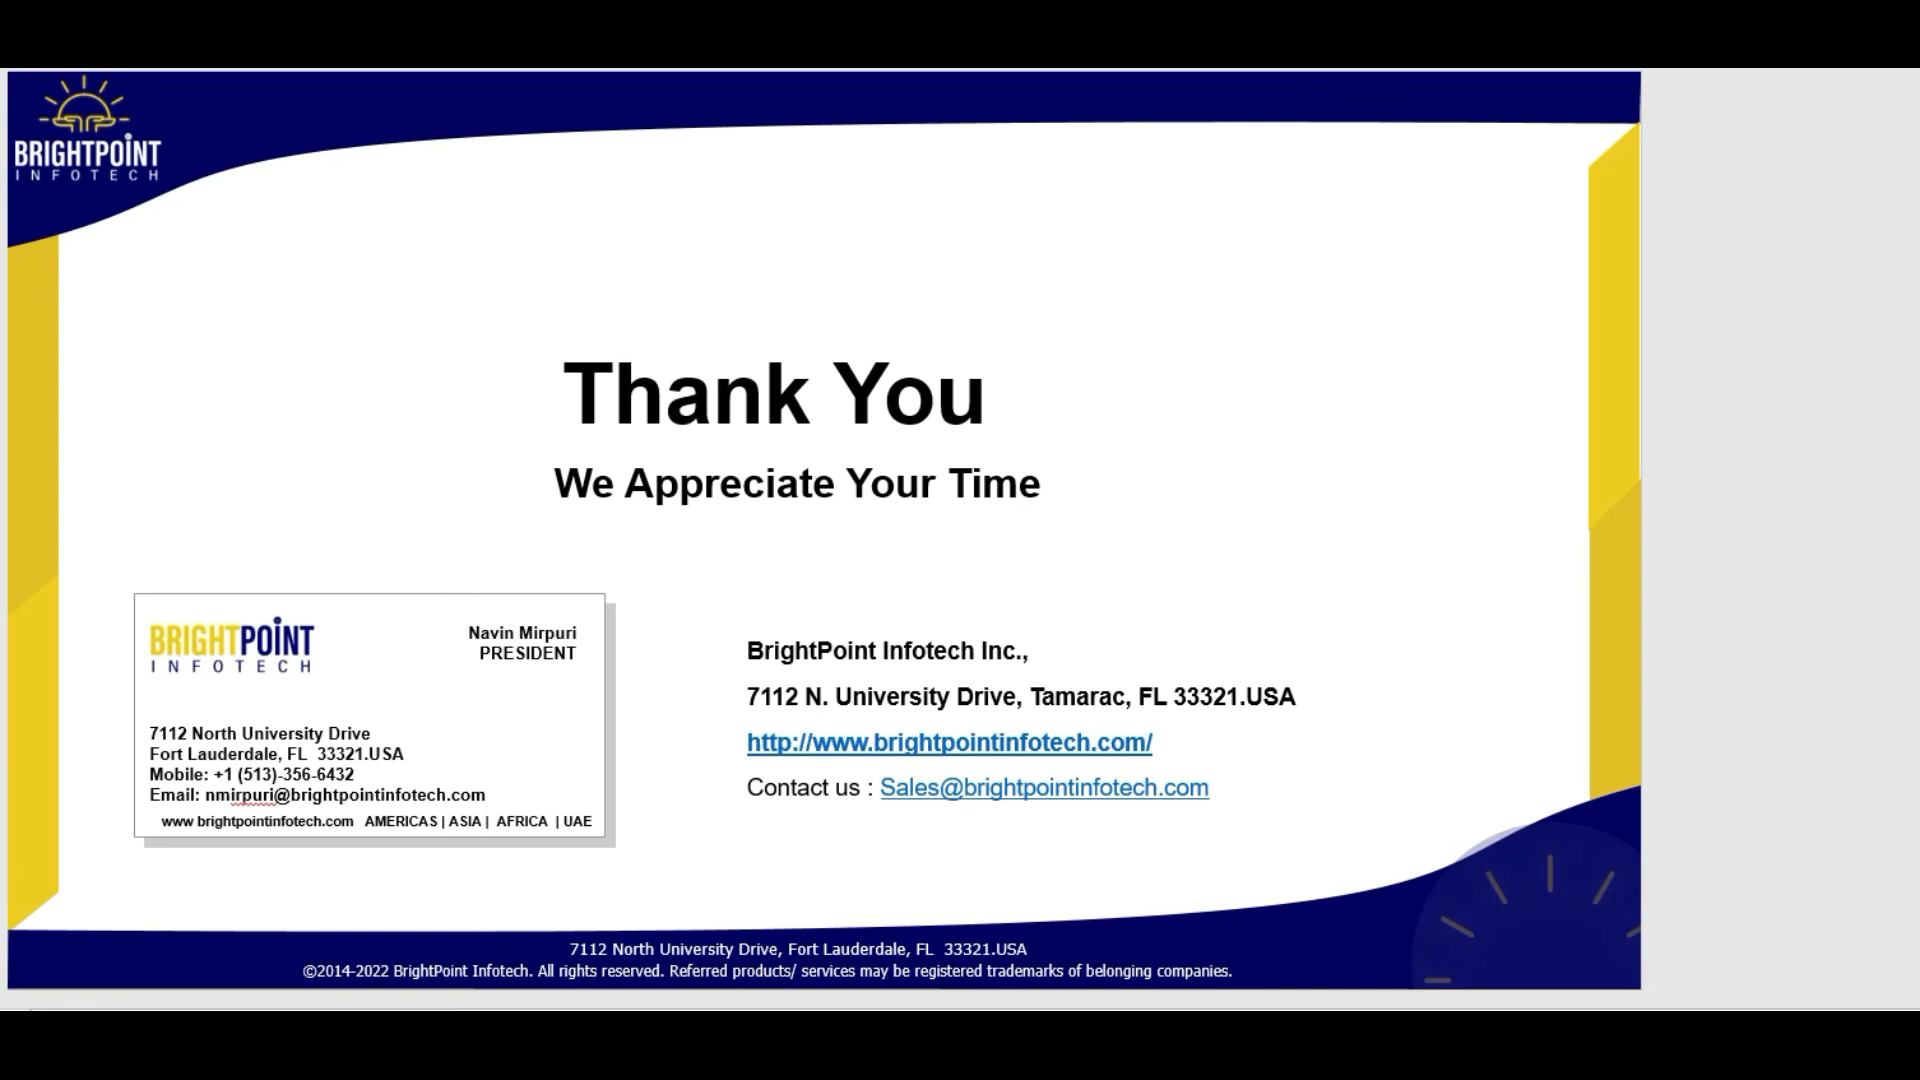 BRIGHTPOINT
INFOTECH
Thank You
We Appreciate Your Time
BRIGHTPOINT
INFOTECH
Navin Mirpuri
PRESIDENT
7112 North University Drive
Fort Lauderdale, FL 33321.USA
Mobile: +1 (513)-356-6432
Email: nmirpuri@brightpointinfotech.com
www brightpointinfotech.com AMERICAS | ASIA | AFRICA | UAE
BrightPoint Infotech Inc.,
7112 N. University Drive, Tamarac, FL 33321.USA
http://www.brightpointinfotech.com/
Contact us : Sales@brightpointinfotech.com
7112 North University Drive, Fort Lauderdale, FL 33321.USA
©2014-2022 BrightPoint Infotech. All rights reserved. Referred products/ services may be registered trademarks of belonging companies.